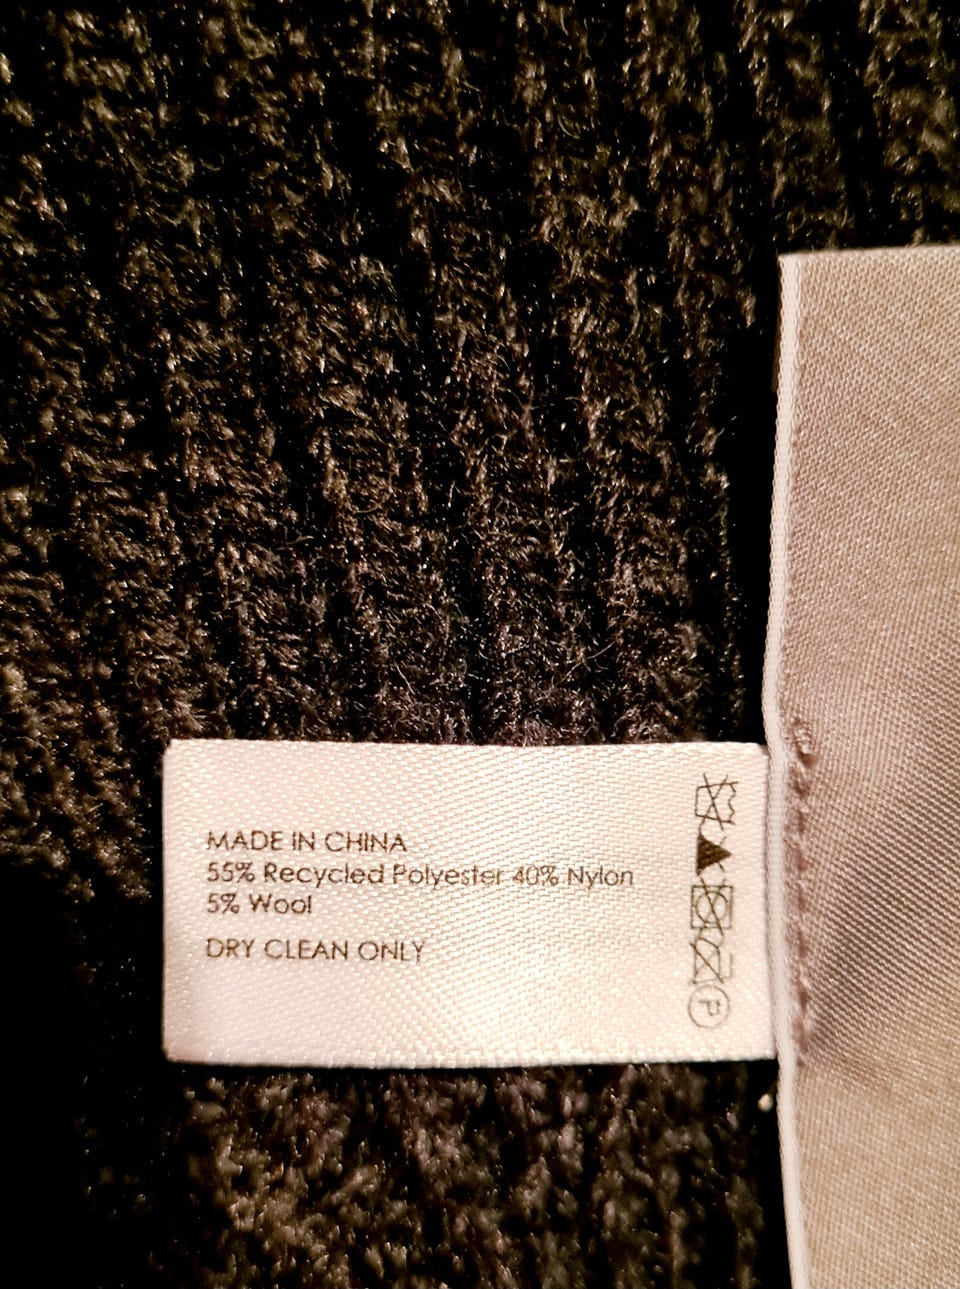 MADE IN CHINA
55% Recycled Polyester 40% Nylon
5% Wool
DRY CLEAN ONLY
P